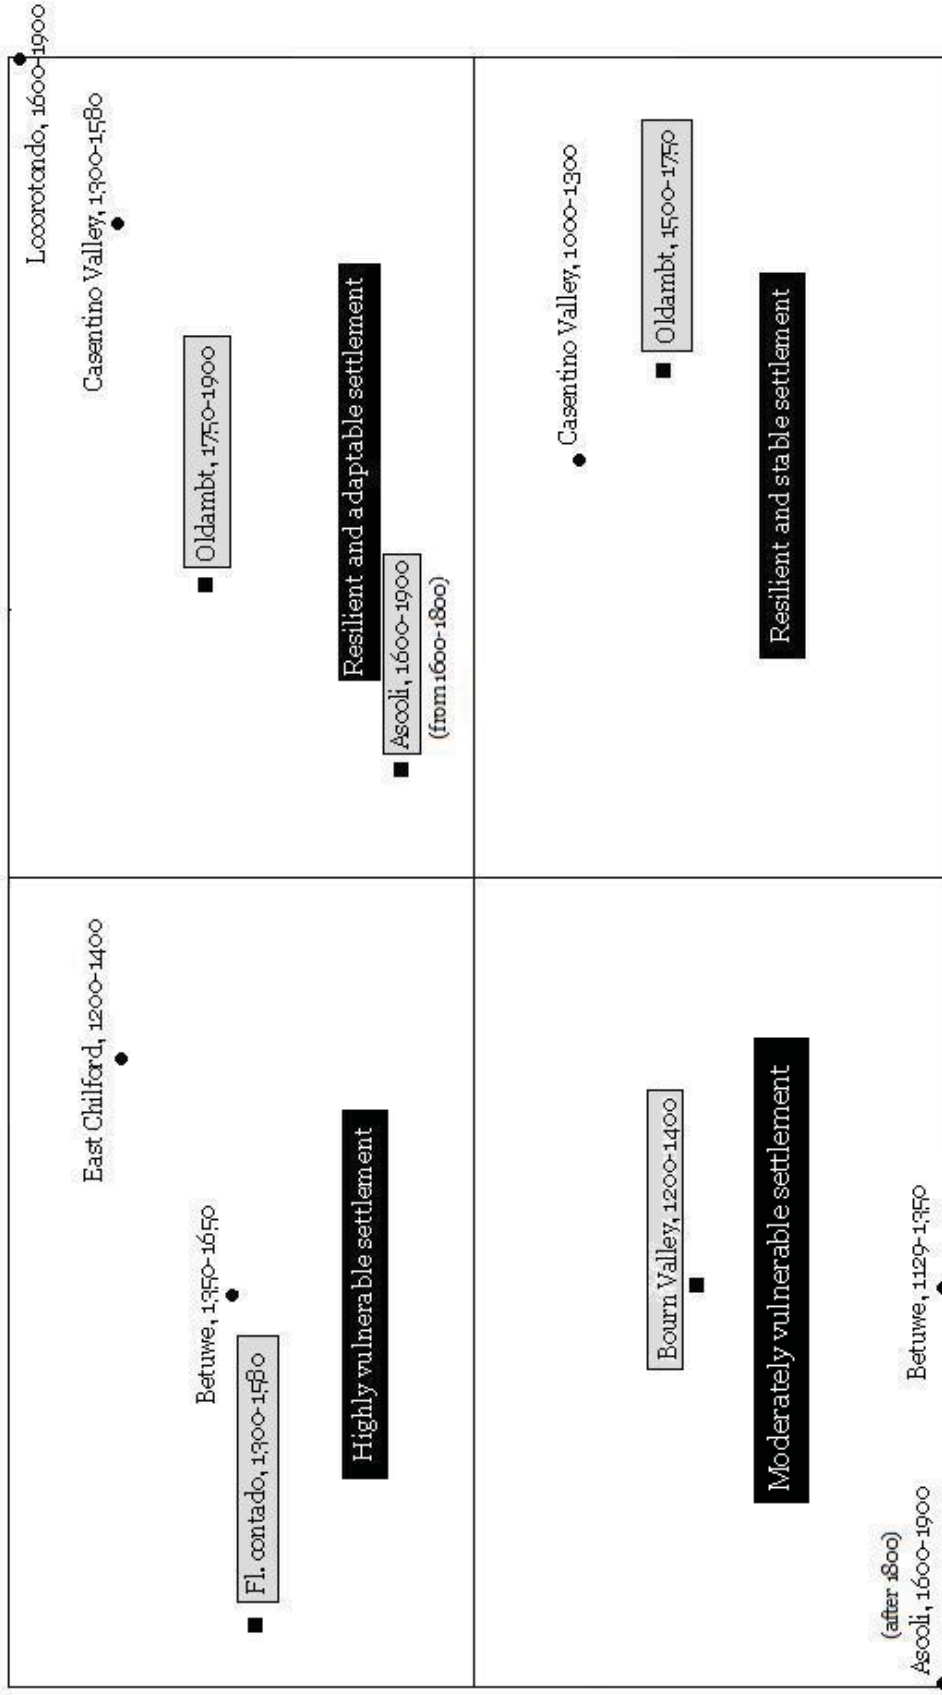 Locorotondo, 1600-1900
East Chilford, 1200-1400
Casentino Valley, 1300-1580
Betuwe, 1350-1650
Oldambt, 1750-1900
Fl. contado, 1300-1580
Highly vulnerable settlement
Resilient and adaptable settlement
Ascoli, 1600-1900
(from 1600-1800)
Casentino Valley, 1000-1300
Bourn Valley, 1200-1400
Oldambt, 1500-1750
Moderately vulnerable settlement
Resilient and stable settlement
(after 1800)
Ascoli, 1600-1900
Betuwe, 1129-1350